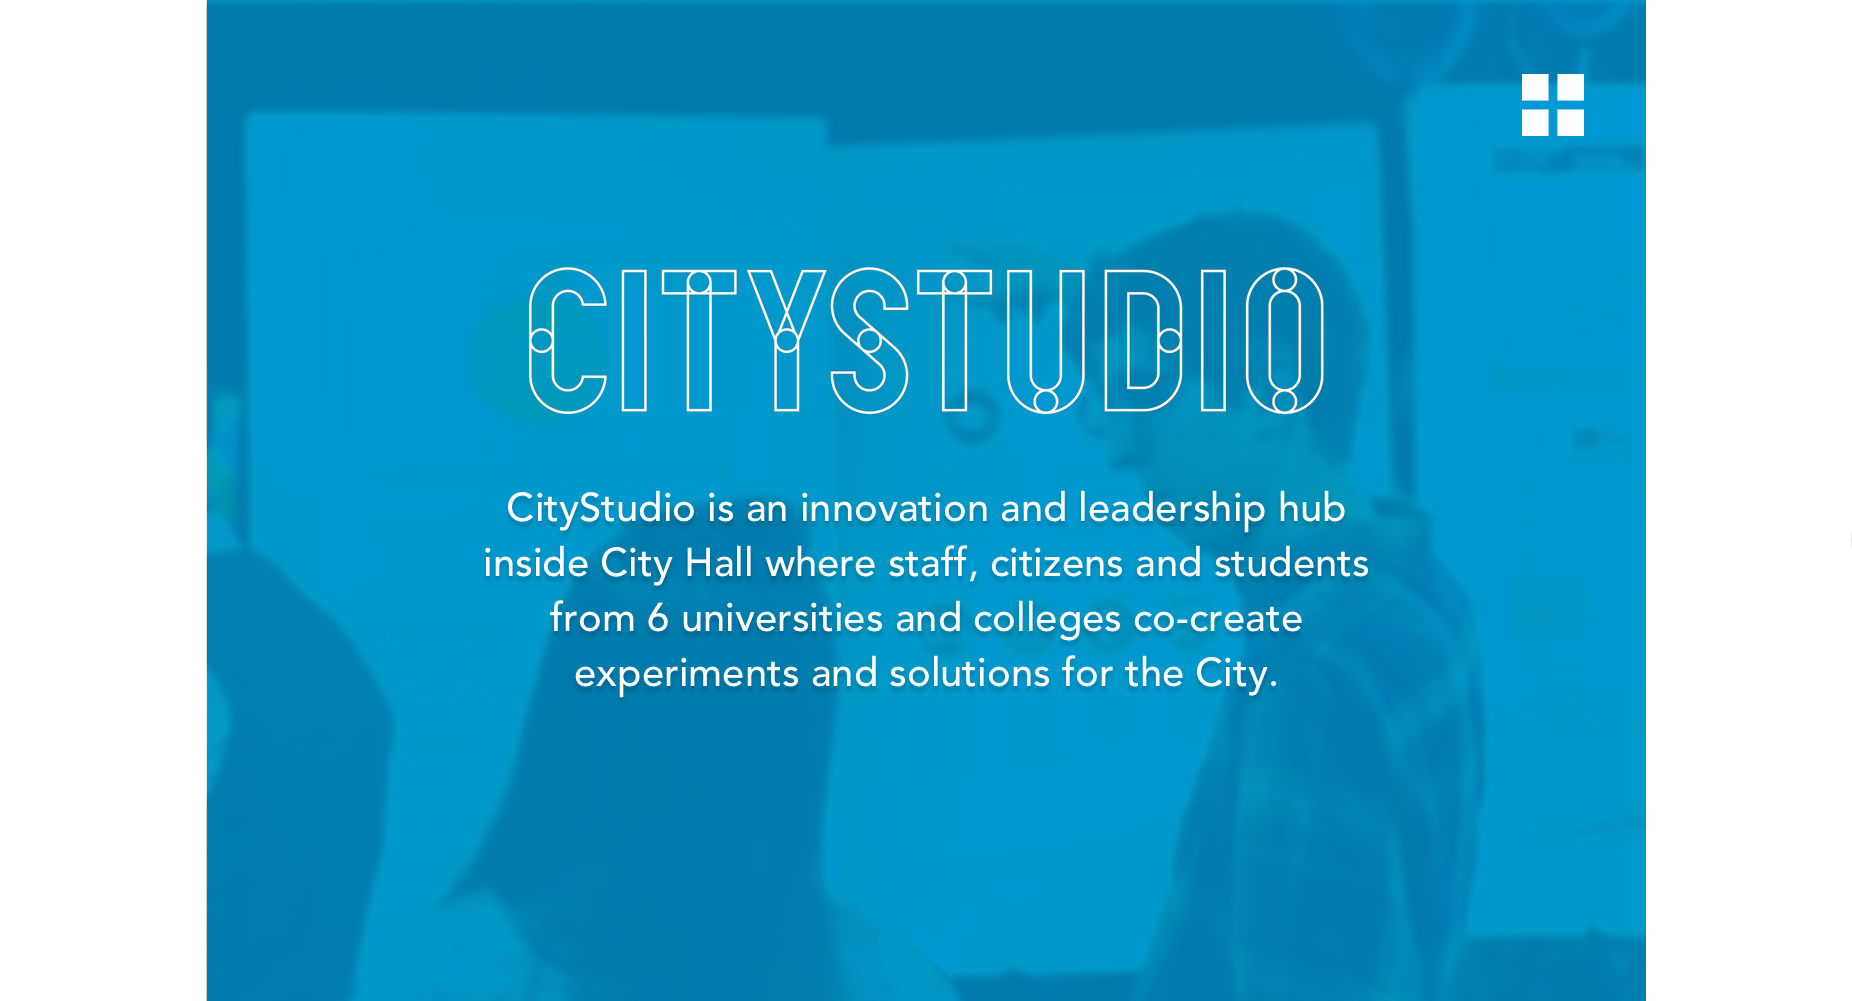 CITYSTUDIO
CityStudio is an innovation and leadership hub
inside City Hall where staff, citizens and students
from 6 universities and colleges co-create
experiments and solutions for the City.